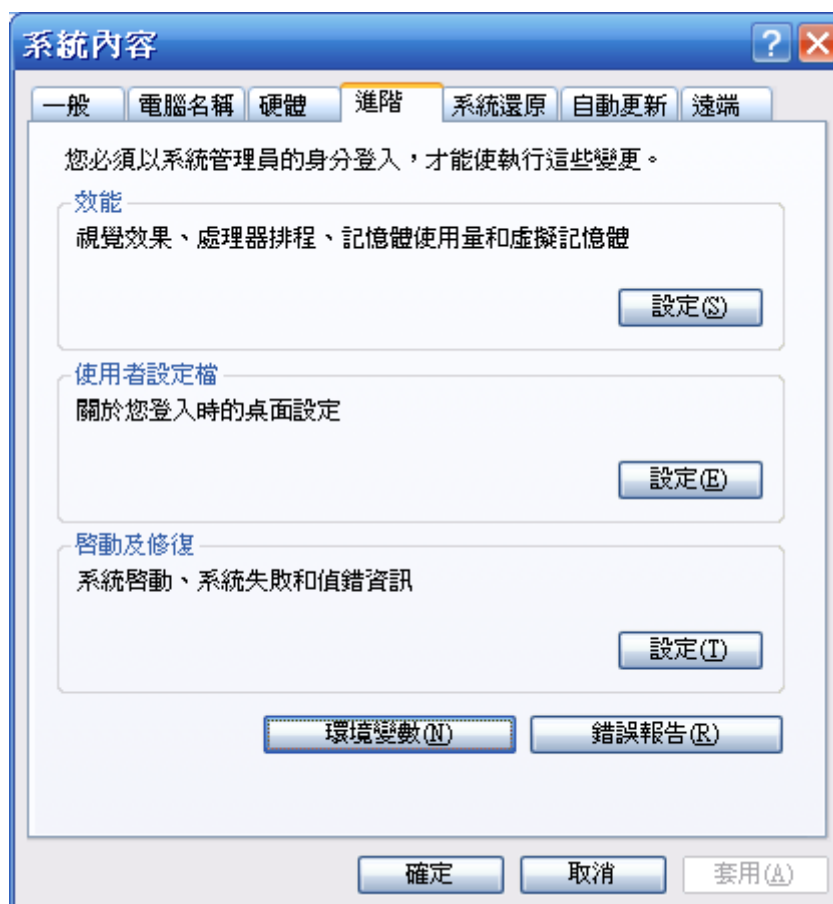 系統內容
一般 電腦名稱 硬體 進階 系統還原 自動更新 遠端
您必須以系統管理員的身分登入，才能使執行這些變更。
效能
視覺效果、處理器排程、記憶體使用量和虛擬記憶體
設定(S)
使用者設定檔
關於您登入時的桌面設定
設定(E)
啓動及修復
系統啓動、系統失敗和偵錯資訊
設定(T)
環境變數(N) 錯誤報告(R)
確定 取消 套用(A)